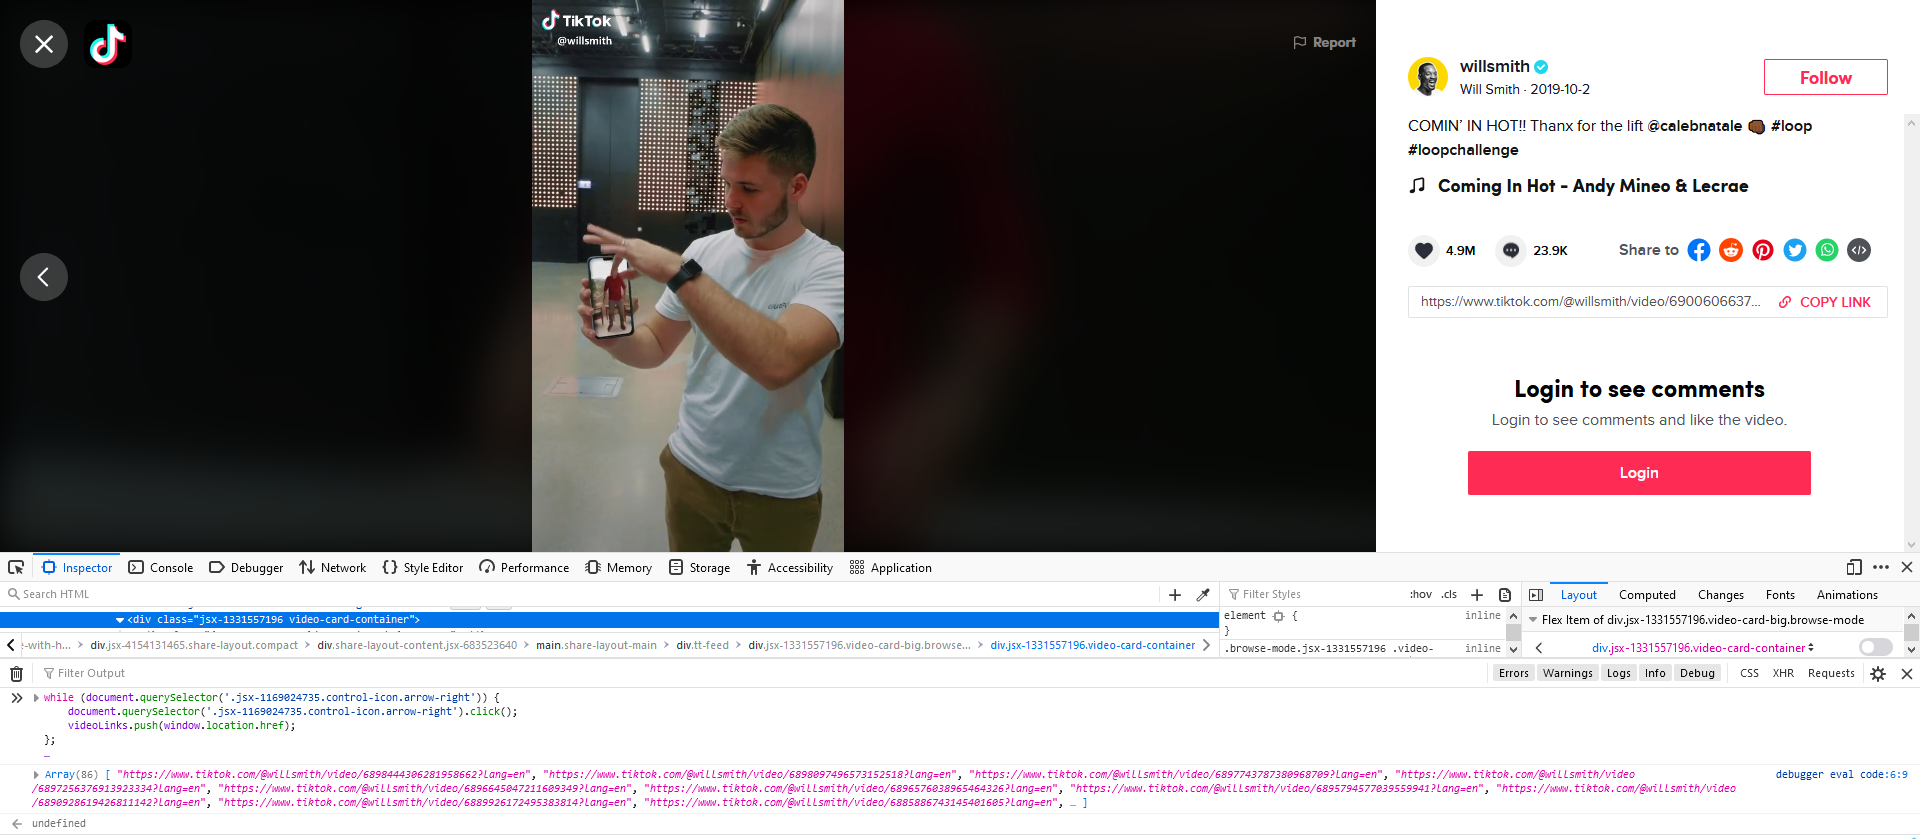 TikTok
@willsmith
Report
willsmith
Will Smith · 2019-10-2
Follow
COMIN’ IN HOT!! Thanx for the lift @calebnatale #loop
#loopchallenge
Coming In Hot - Andy Mineo & Lecrae
4.9M
23.9K
Share to
https://www.tiktok.com/@willsmith/video/6900606637...
COPY LINK
Login to see comments
Login to see comments and like the video.
Login
Inspector Console Debugger Network Style Editor Performance Memory Storage Accessibility Application
Search HTML
Filter Styles
:hov .cls
Layout Computed Changes Fonts Animations
<div class="jsx-1331557196 video-card-container">
element { inline
}
.browse-mode.jsx-1331557196 .video- inline
Flex Item of div.jsx-1331557196.video-card-big.browse-mode
div.jsx-1331557196.video-card-container
e-with-h... div.jsx-4154131465.share-layout.compact div.share-layout-content.jsx-683523640 main.share-layout-main div.tt-feed div.jsx-1331557196.video-card-big.browse... div.jsx-1331557196.video-card-container
Filter Output
Errors Warnings Logs Info Debug CSS XHR Requests
while (document.querySelector('.jsx-1169024735.control-icon.arrow-right')) {
document.querySelector('.jsx-1169024735.control-icon.arrow-right').click();
videoLinks.push(window.location.href);
};
…
Array(86) [ "https://www.tiktok.com/@willsmith/video/6898444306281958662?lang=en", "https://www.tiktok.com/@willsmith/video/6898097496573152518?lang=en", "https://www.tiktok.com/@willsmith/video/6897743787380968709?lang=en", "https://www.tiktok.com/@willsmith/video
/6897256376913923334?lang=en", "https://www.tiktok.com/@willsmith/video/6896645047211609349?lang=en", "https://www.tiktok.com/@willsmith/video/6896576038965464326?lang=en", "https://www.tiktok.com/@willsmith/video/6895794577039559941?lang=en", "https://www.tiktok.com/@willsmith/video
/6890928619426811142?lang=en", "https://www.tiktok.com/@willsmith/video/6889926172495383814?lang=en", "https://www.tiktok.com/@willsmith/video/6885886743145401605?lang=en", … ]
debugger eval code:6:9
undefined